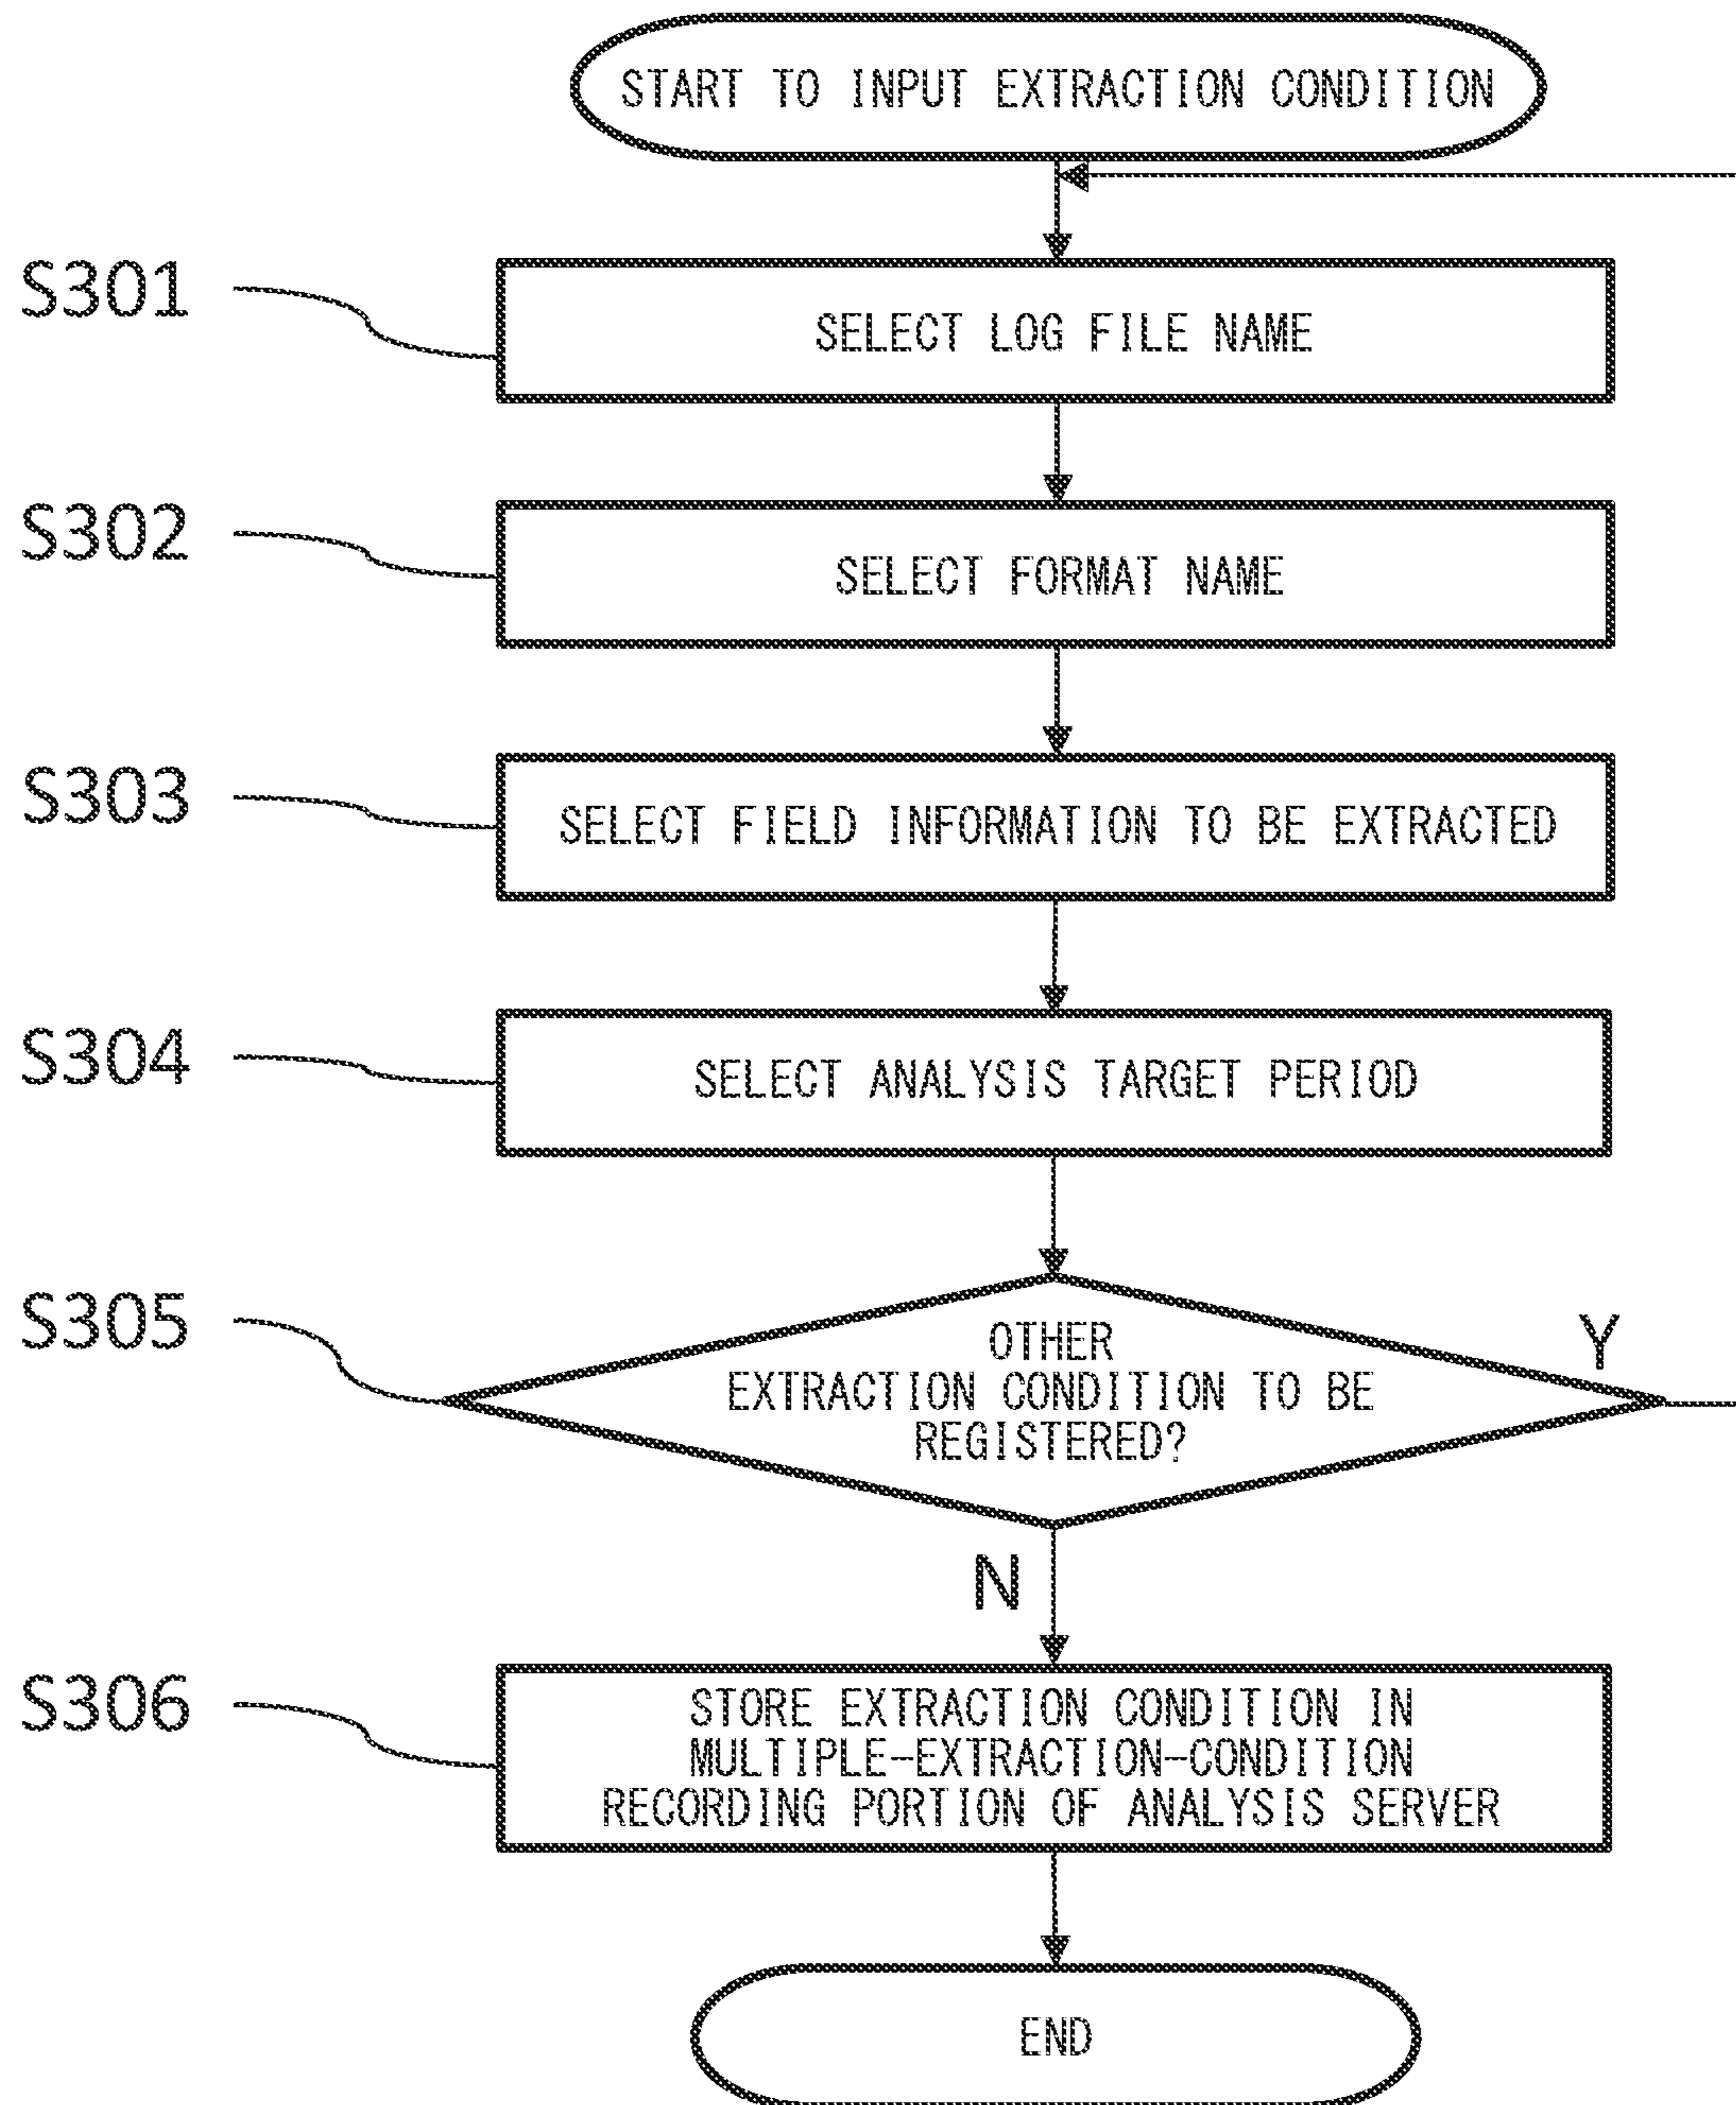 START TO INPUT EXTRACTION CONDITION
S301
SELECT LOG FILE NAME
S302
SELECT FORMAT NAME
S303
SELECT FIELD INFORMATION TO BE EXTRACTED
S304
SELECT ANALYSIS TARGET PERIOD
S305
OTHER
EXTRACTION CONDITION TO BE
REGISTERED?
Y
N
S306
STORE EXTRACTION CONDITION IN
MULTIPLE-EXTRACTION-CONDITION
RECORDING PORTION OF ANALYSIS SERVER
END